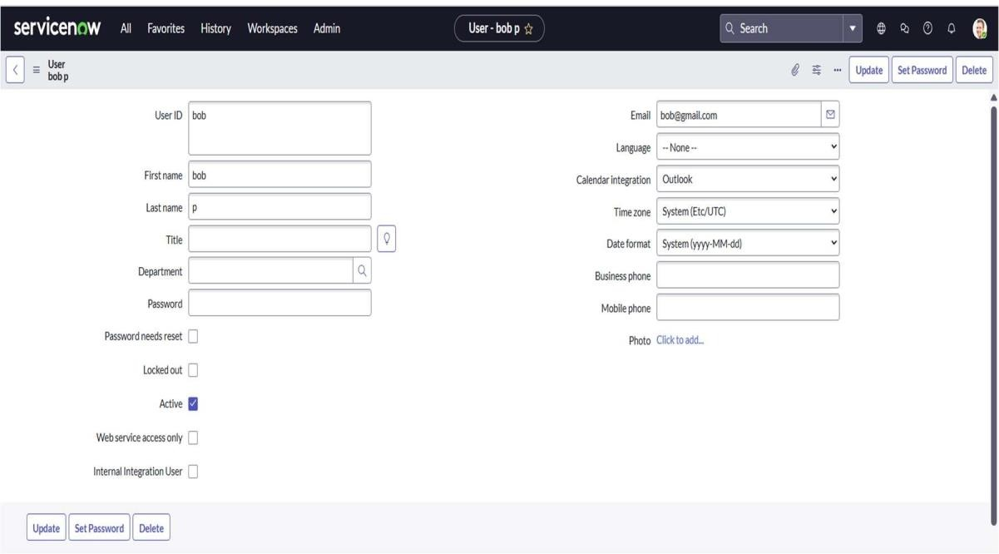 servicenow All Favorites History Workspaces Admin User - bob p Search
User
bob p
Update Set Password Delete
User ID bob
First name bob
Last name p
Title
Department
Password
Password needs reset
Locked out
Active
Web service access only
Internal Integration User
Email bob@gmail.com
Language -- None --
Calendar integration Outlook
Time zone System (Etc/UTC)
Date format System (yyyy-MM-dd)
Business phone
Mobile phone
Photo Click to add...
Update Set Password Delete